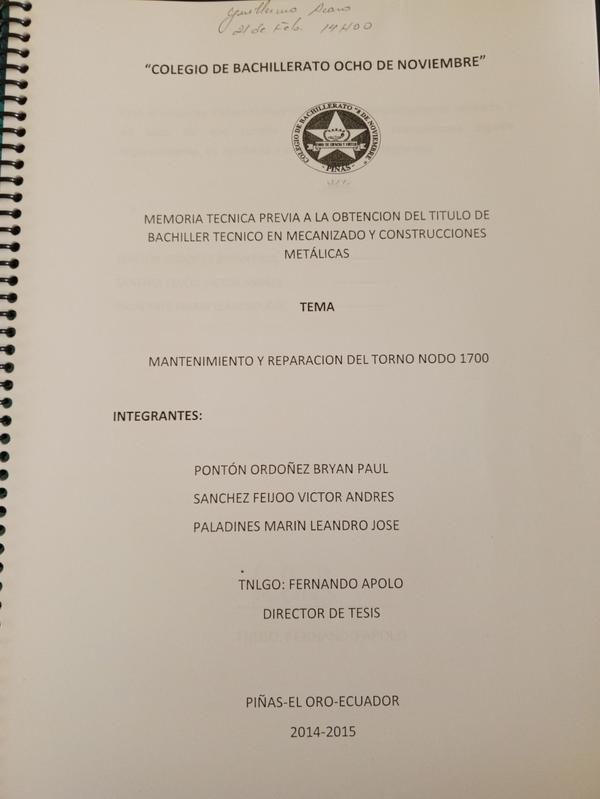 Guillermo
21 de Feb. 14H00
“COLEGIO DE BACHILLERATO OCHO DE NOVIEMBRE”
COLEGIO DE BACHILLERATO "8 DE NOVIEMBRE"
- PIÑAS -
MEMORIA TECNICA PREVIA A LA OBTENCION DEL TITULO DE
BACHILLER TECNICO EN MECANIZADO Y CONSTRUCCIONES
METÁLICAS
TEMA
MANTENIMIENTO Y REPARACION DEL TORNO NODO 1700
INTEGRANTES:
PONTÓN ORDOÑEZ BRYAN PAUL
SANCHEZ FEIJOO VICTOR ANDRES
PALADINES MARIN LEANDRO JOSE
TNLGO: FERNANDO APOLO
DIRECTOR DE TESIS
PIÑAS-EL ORO-ECUADOR
2014-2015